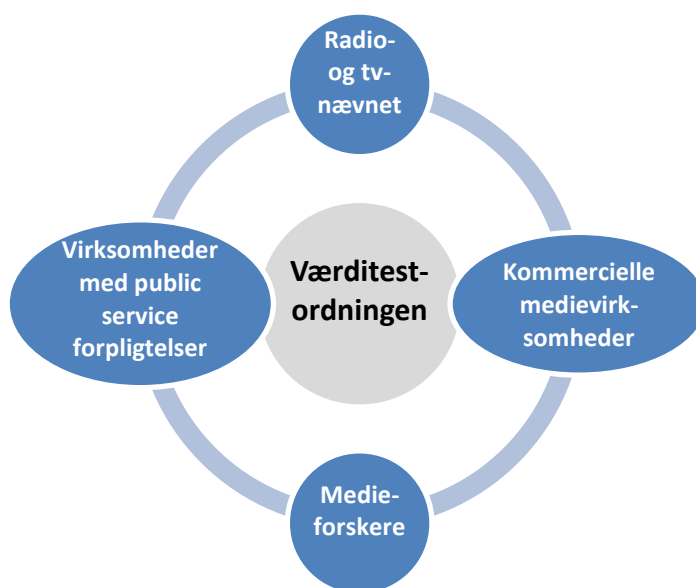 Radio-
og tv-
nævnet
Virksomheder
med public
service
forpligtelser
Værditest-
ordningen
Kommercielle
medievirk-
somheder
Medie-
forskere